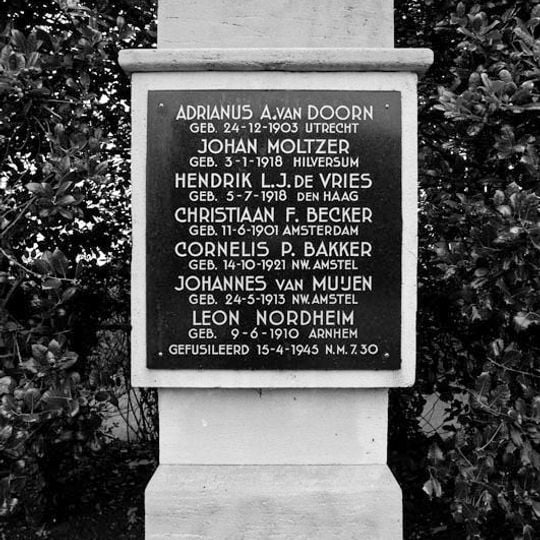 ADRIANUS A. VAN DOORN
GEB. 24-12-1903 UTRECHT
JOHAN MOLTZER
GEB. 3-1-1918 HILVERSUM
HENDRIK L.J. DE VRIES
GEB. 5-7-1918 DEN HAAG
CHRISTIAAN F. BECKER
GEB. 11-6-1901 AMSTERDAM
CORNELIS P. BAKKER
GEB. 14-10-1921 NW. AMSTEL
JOHANNES VAN MUIJEN
GEB. 24-5-1913 NW. AMSTEL
LEON NORDHEIM
GEB. 9-6-1910 ARNHEM
GEFUSILEERD 15-4-1945 N.M. 7.30